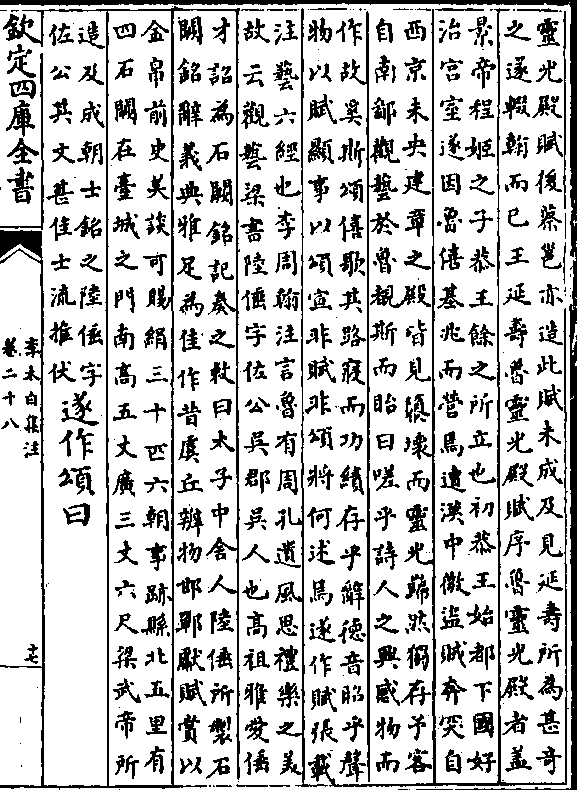 靈光殿賦後蔡邕亦造此賦未成及見延壽所為甚竒
之遂輟翰而已王延壽魯靈光殿賦序魯靈光殿者盖
景帝程姬之子恭王餘之所立也初恭王始都下國好
治宮室遂因魯僖基兆而營焉遺漢中微盜賊奔突自
西京未央建章之殿皆見隳壞而靈光巋然獨存予客
自南鄙觀藝於魯覩斯而眙曰嗟乎詩人之興感物而
作故奚斯頌僖歌其路寢而功績存乎辭德音昭乎聲
物以賦顯事以頌宣非賦非頌將何述焉遂作賦張載
注藝六經也李周翰注言魯有周孔遺風思禮樂之美
故云觀藝梁書陸倕字佐公吳郡吳人也髙祖雅愛倕
才詔為石闕銘記奏之敕曰太子中舍人陸倕所製石
闕銘辭義典雅足為佳作昔虞丘辨物邯鄲獻賦賞以
金帛前史美談可賜絹三十匹六朝事跡縣北五里有
四石闕在臺城之門南髙五丈廣三丈六尺梁武帝所
造及成朝士銘之陸倕字
佐公其文甚佳士流推伏
遂作頌曰
欽定四庫全書
李太白集注
卷二十八
十七